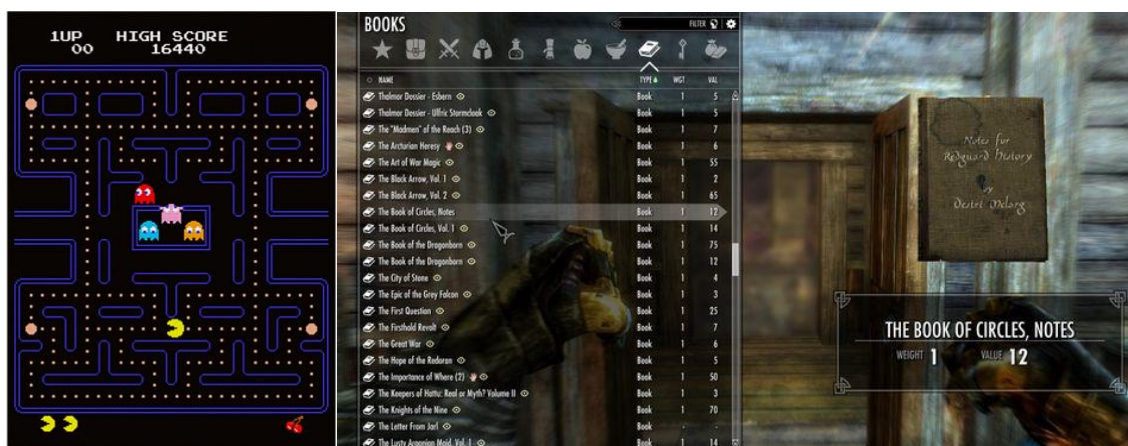 1UP HIGH SCORE
00 16440
BOOKS
FILTER
NAME TYPE WGT VAL
Thalmor Dossier - Esbern Book 1 5
Thalmor Dossier - Ulfric Stormcloak Book 1 5
The "Madmen" of the Reach (3) Book 1 7
The Arcturian Heresy Book 1 6
The Art of War Magic Book 1 55
The Black Arrow, Vol. 1 Book 1 2
The Black Arrow, Vol. 2 Book 1 65
The Book of Circles, Notes Book 1 12
The Book of Circles, Vol. 1 Book 1 14
The Book of the Dragonborn Book 1 75
The Book of the Dragonborn Book 1 12
The City of Stone Book 1 4
The Epic of the Grey Falcon Book 1 3
The First Question Book 1 25
The Firsthold Revolt Book 1 7
The Great War Book 1 6
The Hope of the Redoran Book 1 5
The Importance of Where (2) Book 1 50
The Keepers of Hattu: Real or Myth? Volume II Book 1 3
The Knights of the Nine Book 1 70
The Letter From Jarl Book - -
The Lusty Argonian Maid, Vol. 1 Book 1 14
Notes for
Redguard History
by
Destri Melarg
THE BOOK OF CIRCLES, NOTES
WEIGHT 1 VALUE 12